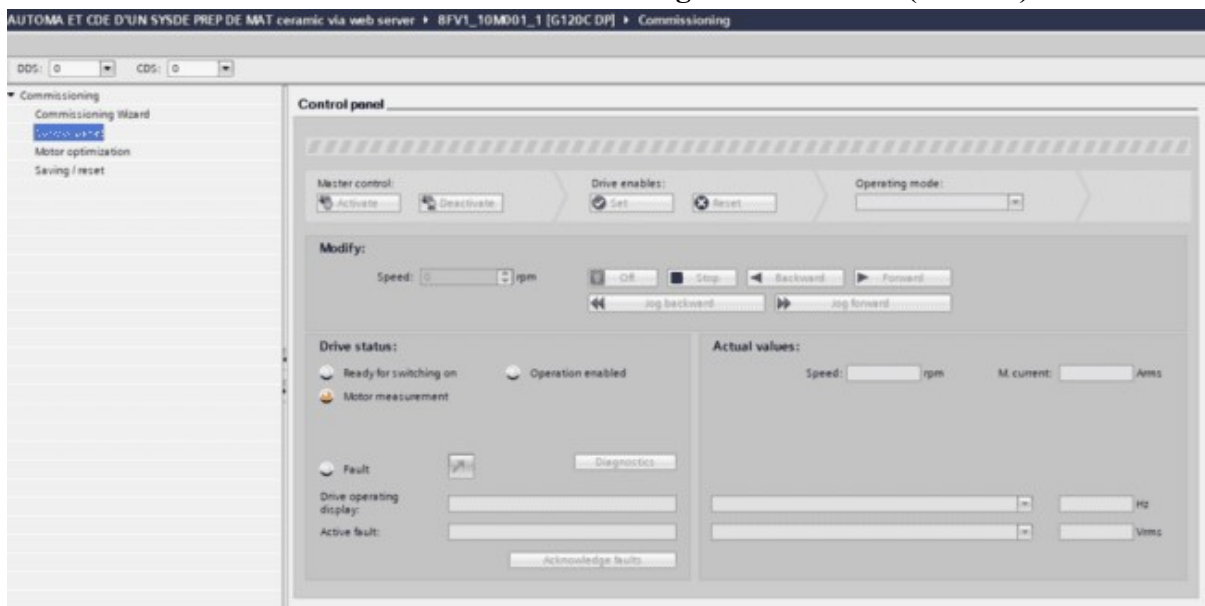 AUTOMA ET CDE D'UN SYSDE PREP DE MAT ceramic via web server ▸ 8FV1_10M001_1 [G120C DP] ▸ Commissioning
DDS: 0 CDS: 0
Commissioning
Commissioning Wizard
Control panel
Motor optimization
Saving / reset
Control panel
Master control: Drive enables: Operating mode:
Activate Deactivate Set Reset
Modify:
Speed: 0 rpm Off Stop Backward Forward
Jog backward Jog forward
Drive status: Actual values:
Ready for switching on Operation enabled Speed: rpm M. current: Arms
Motor measurement
Fault Diagnostics
Drive operating display: Hz
Active fault: Vrms
Acknowledge faults